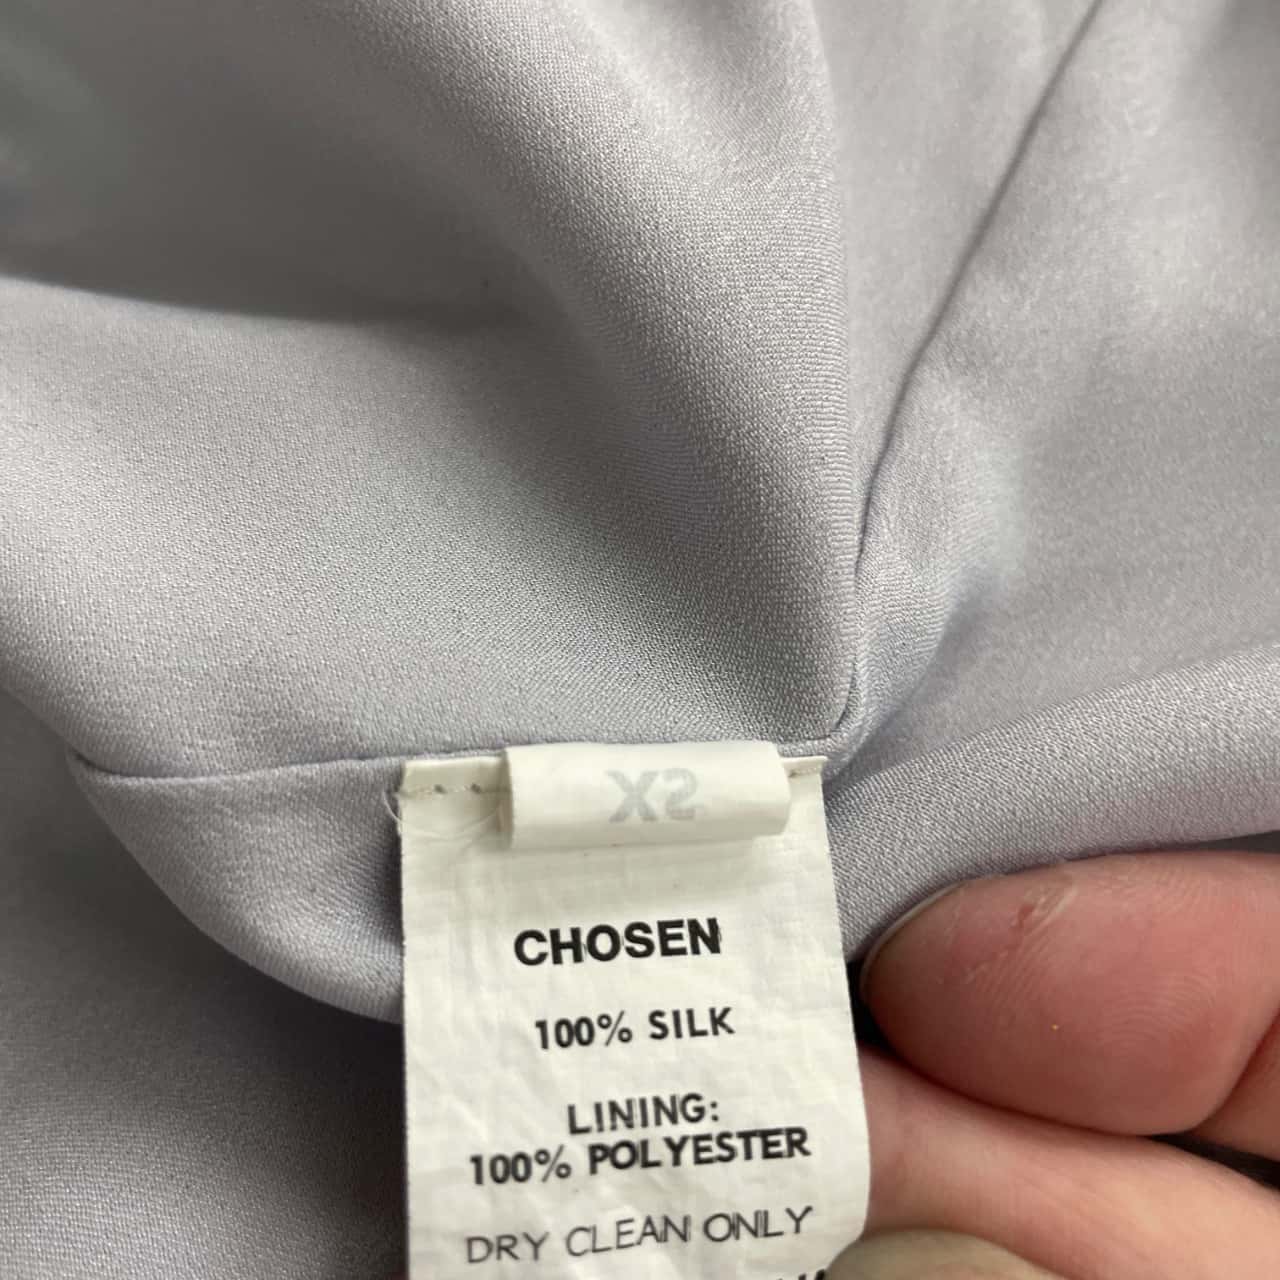 XS
CHOSEN
100% SILK
LINING:
100% POLYESTER
DRY CLEAN ONLY